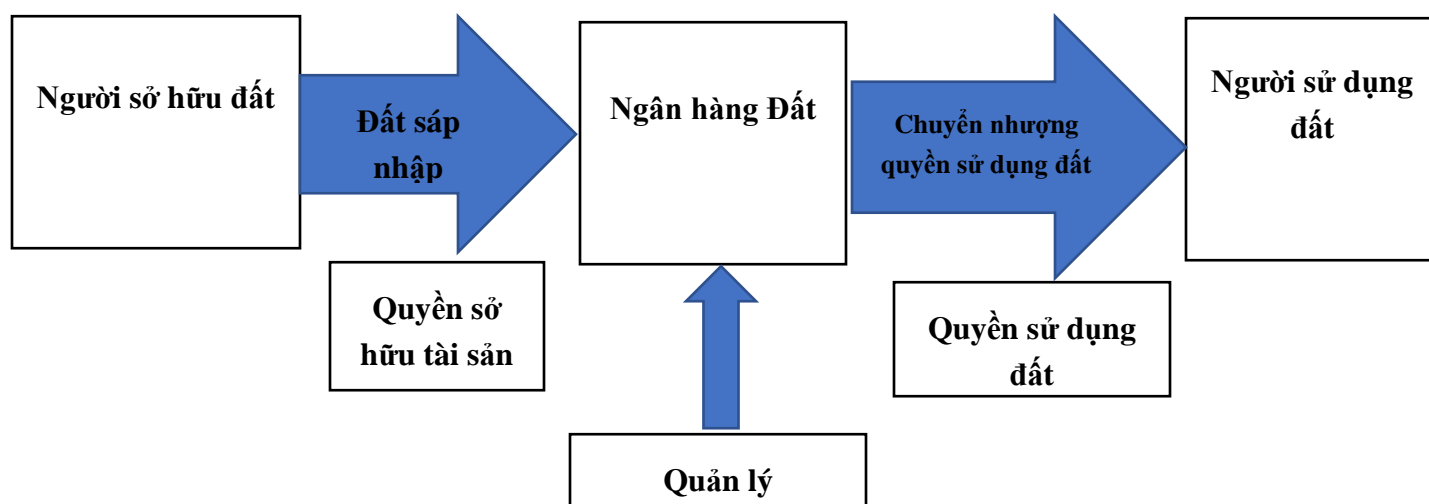 Người sở hữu đất
Đất sáp
nhập
Ngân hàng Đất
Chuyển nhượng
quyền sử dụng đất
Người sử dụng
đất
Quyền sở
hữu tài sản
Quyền sử dụng
đất
Quản lý